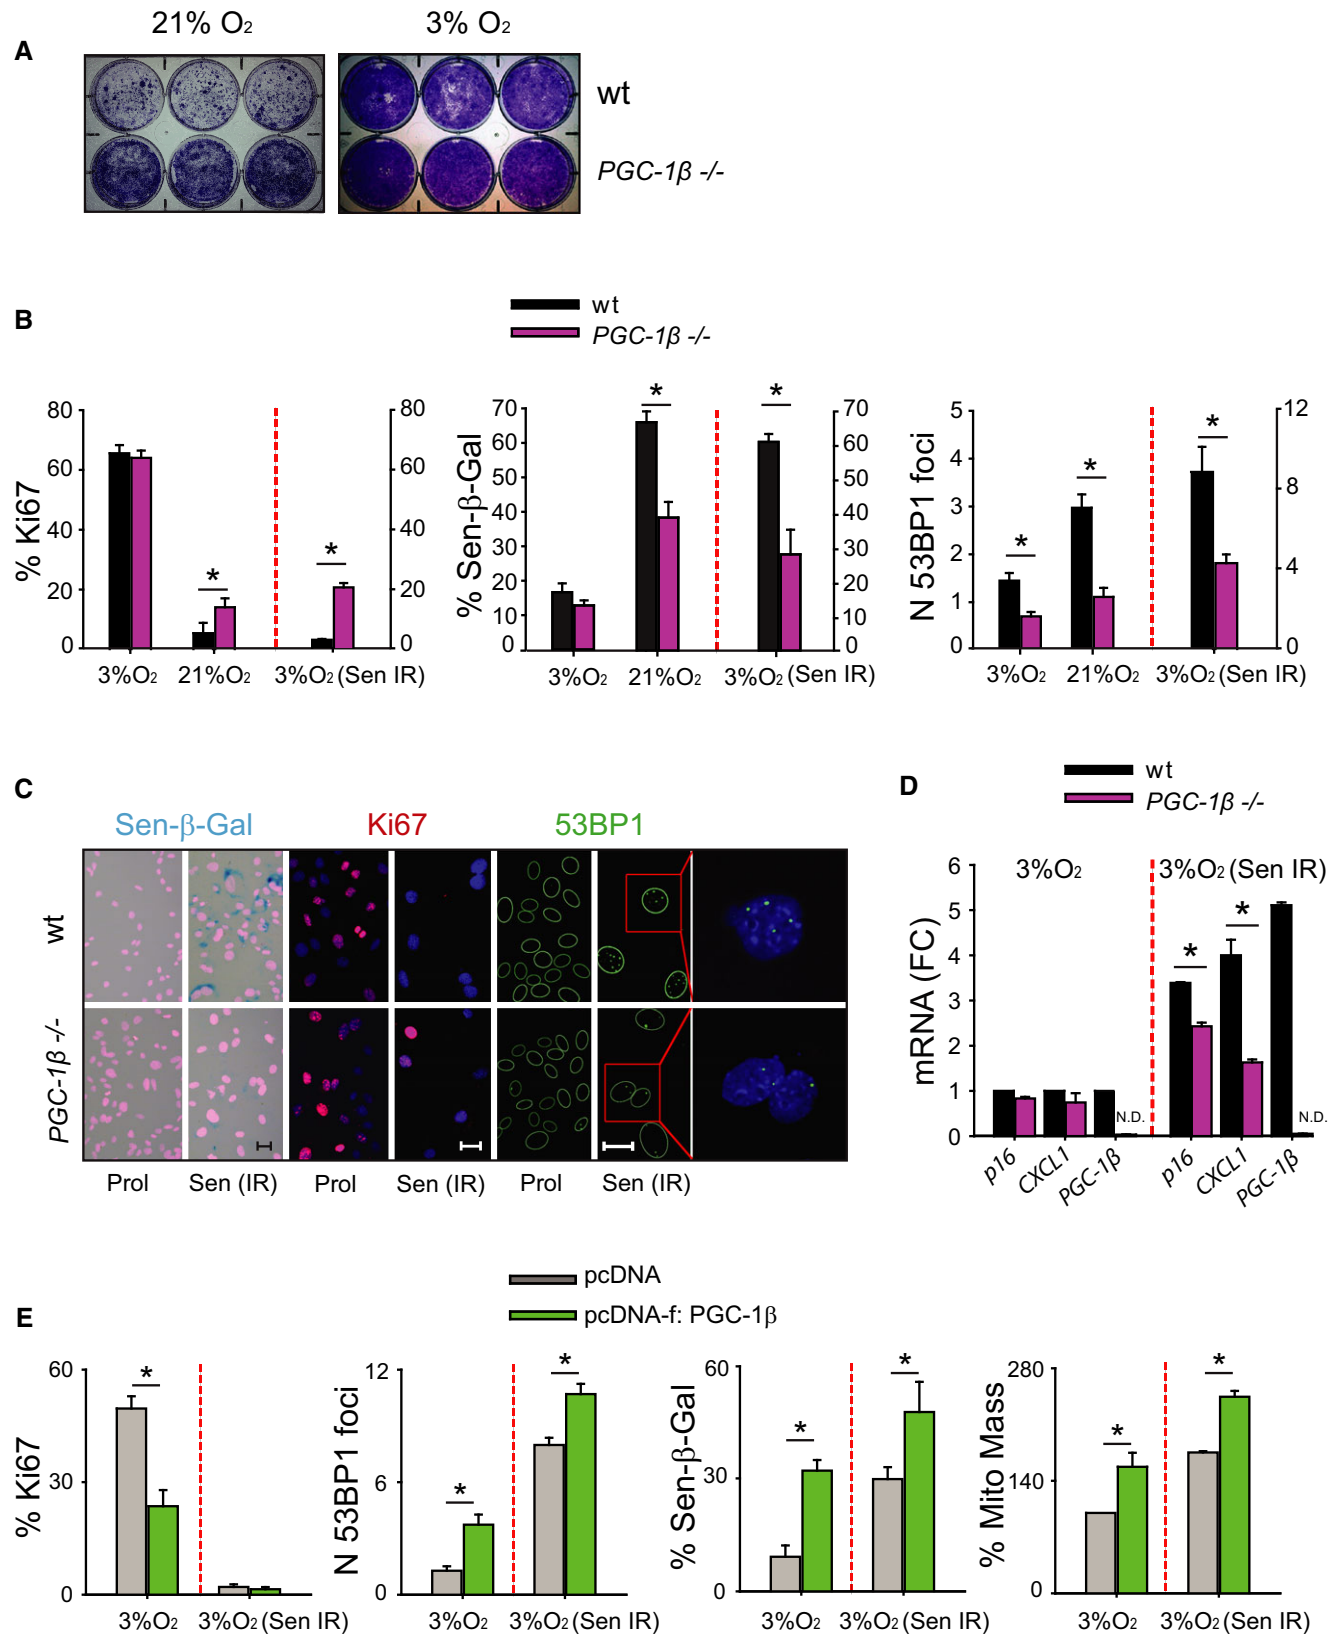 21% O2
3% O2
A
wt
PGC-1β -/-
B
wt
PGC-1β -/-
% Ki67
80
60
40
20
0
80
60
40
20
0
3%O2 21%O2 3%O2 (Sen IR)
*
*
% Sen-β-Gal
70
60
50
40
30
20
10
0
70
60
50
40
30
20
10
0
3%O2 21%O2 3%O2 (Sen IR)
*
*
N 53BP1 foci
5
4
3
2
1
0
12
8
4
0
3%O2 21%O2 3%O2 (Sen IR)
*
*
*
C
Sen-β-Gal Ki67 53BP1
wt
PGC-1β -/-
Prol Sen (IR) Prol Sen (IR) Prol Sen (IR)
D
wt
PGC-1β -/-
mRNA (FC)
6
5
4
3
2
1
0
3%O2 3%O2 (Sen IR)
*
*
N.D.
N.D.
p16 CXCL1 PGC-1β p16 CXCL1 PGC-1β
pcDNA
pcDNA-f: PGC-1β
E
% Ki67
60
30
0
*
3%O2 3%O2 (Sen IR)
N 53BP1 foci
12
6
0
*
*
3%O2 3%O2 (Sen IR)
% Sen-β-Gal
60
30
0
*
*
3%O2 3%O2 (Sen IR)
% Mito Mass
280
140
0
*
*
3%O2 3%O2 (Sen IR)